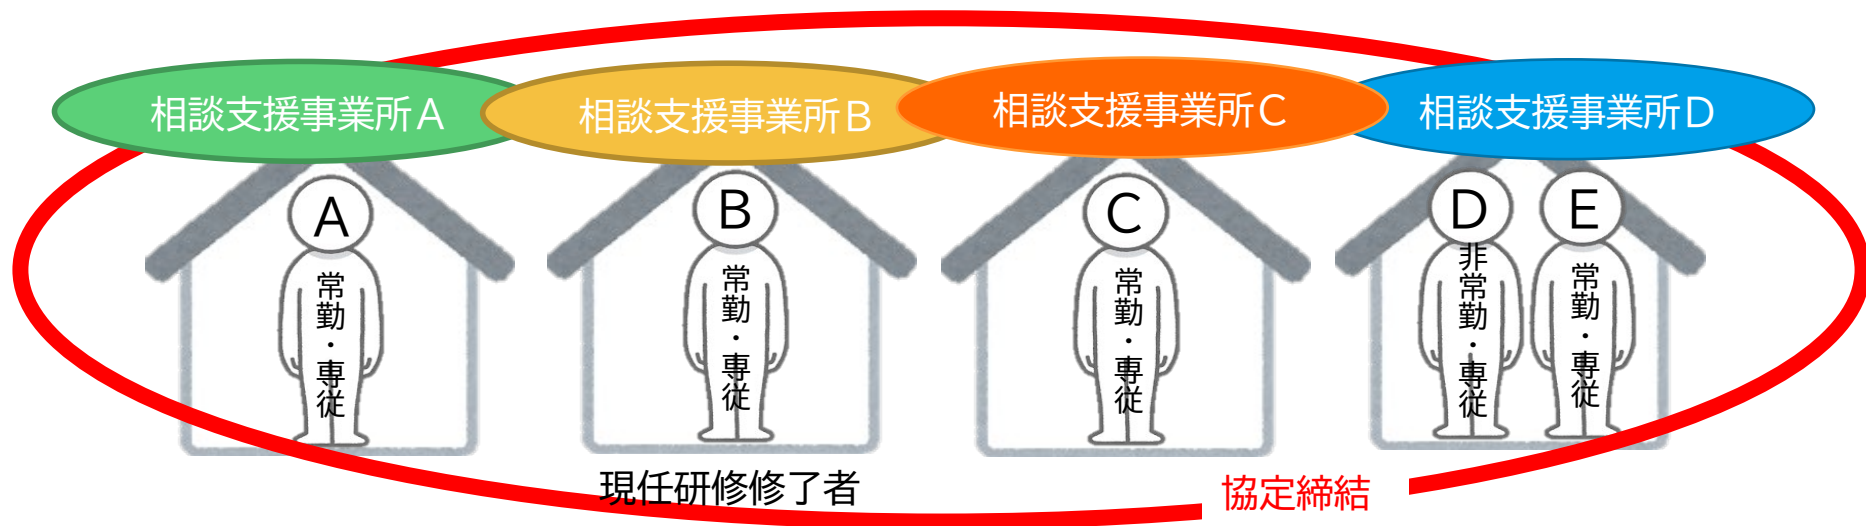 相談支援事業所A
相談支援事業所B
相談支援事業所C
相談支援事業所D
A
常勤・専従
B
常勤・専従
C
常勤・専従
D
非常勤・専従
E
常勤・専従
現任研修修了者
協定締結